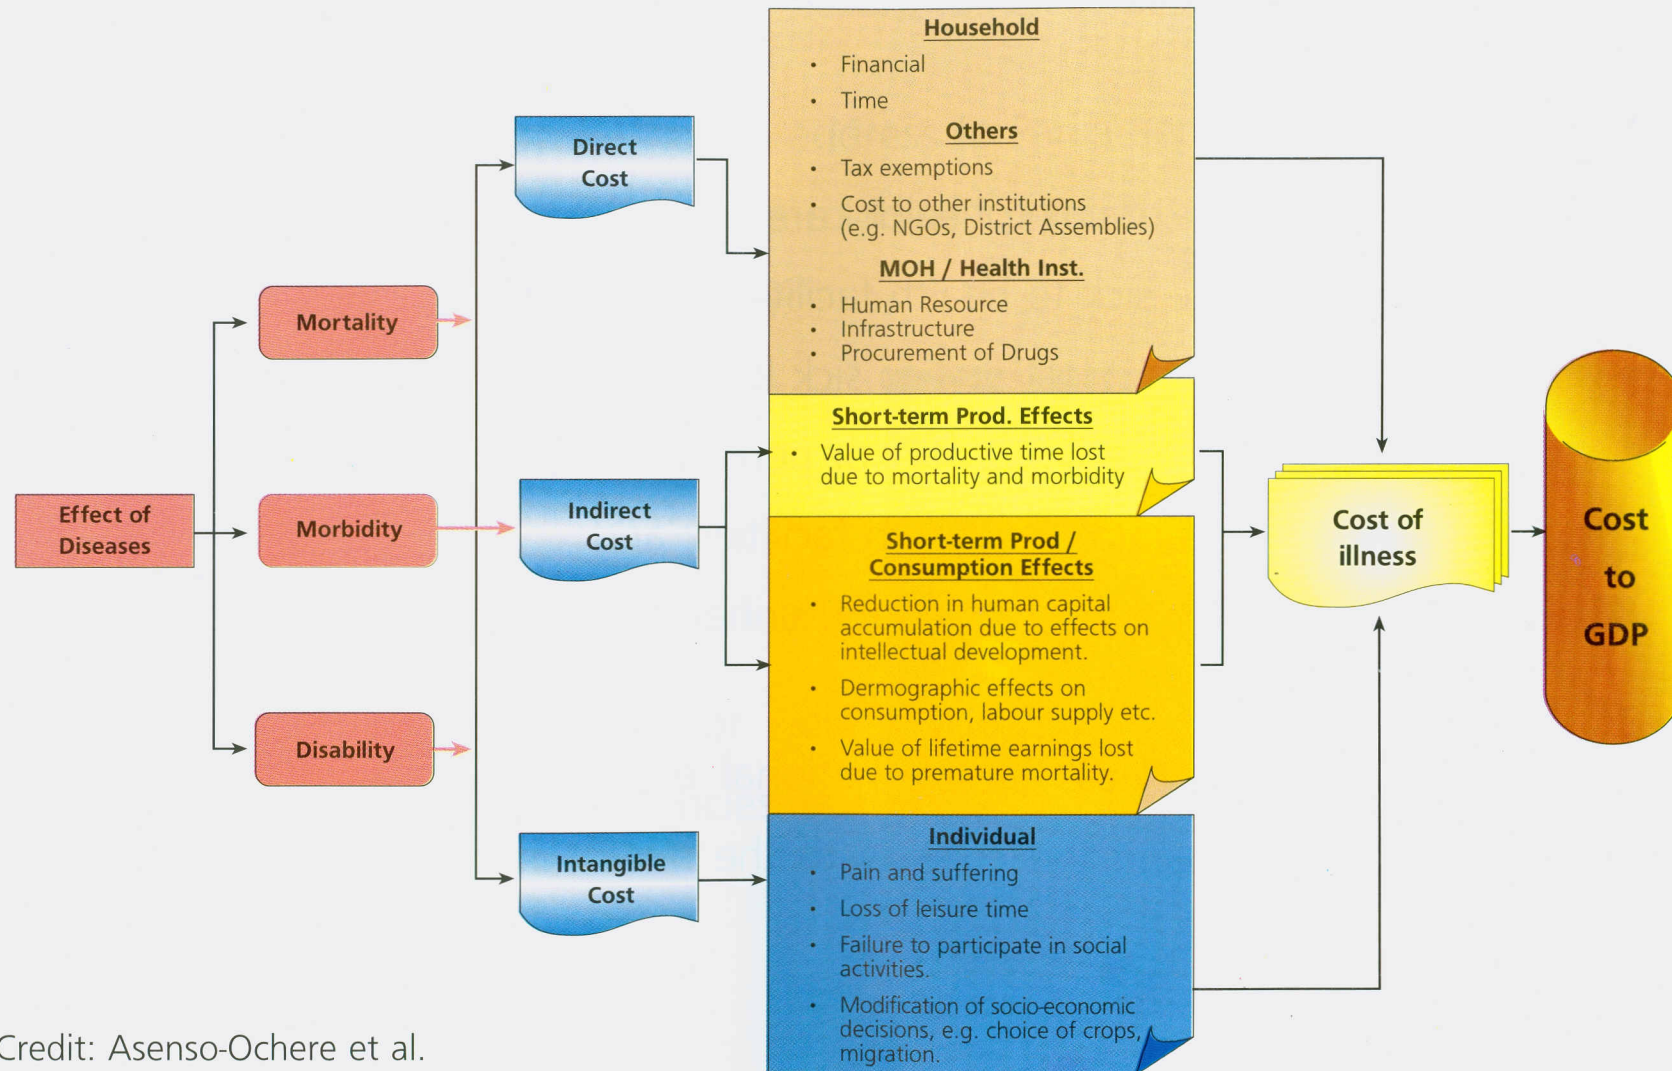 Effect of
Diseases
Mortality
Morbidity
Disability
Direct
Cost
Indirect
Cost
Intangible
Cost
Household
• Financial
• Time
Others
• Tax exemptions
• Cost to other institutions
(e.g. NGOs, District Assemblies)
MOH / Health Inst.
• Human Resource
• Infrastructure
• Procurement of Drugs
Short-term Prod. Effects
• Value of productive time lost
due to mortality and morbidity
Short-term Prod /
Consumption Effects
• Reduction in human capital
accumulation due to effects on
intellectual development.
• Dermographic effects on
consumption, labour supply etc.
• Value of lifetime earnings lost
due to premature mortality.
Individual
• Pain and suffering
• Loss of leisure time
• Failure to participate in social
activities.
• Modification of socio-economic
decisions, e.g. choice of crops,
migration.
Cost of
illness
Cost
to
GDP
Credit: Asenso-Ochere et al.